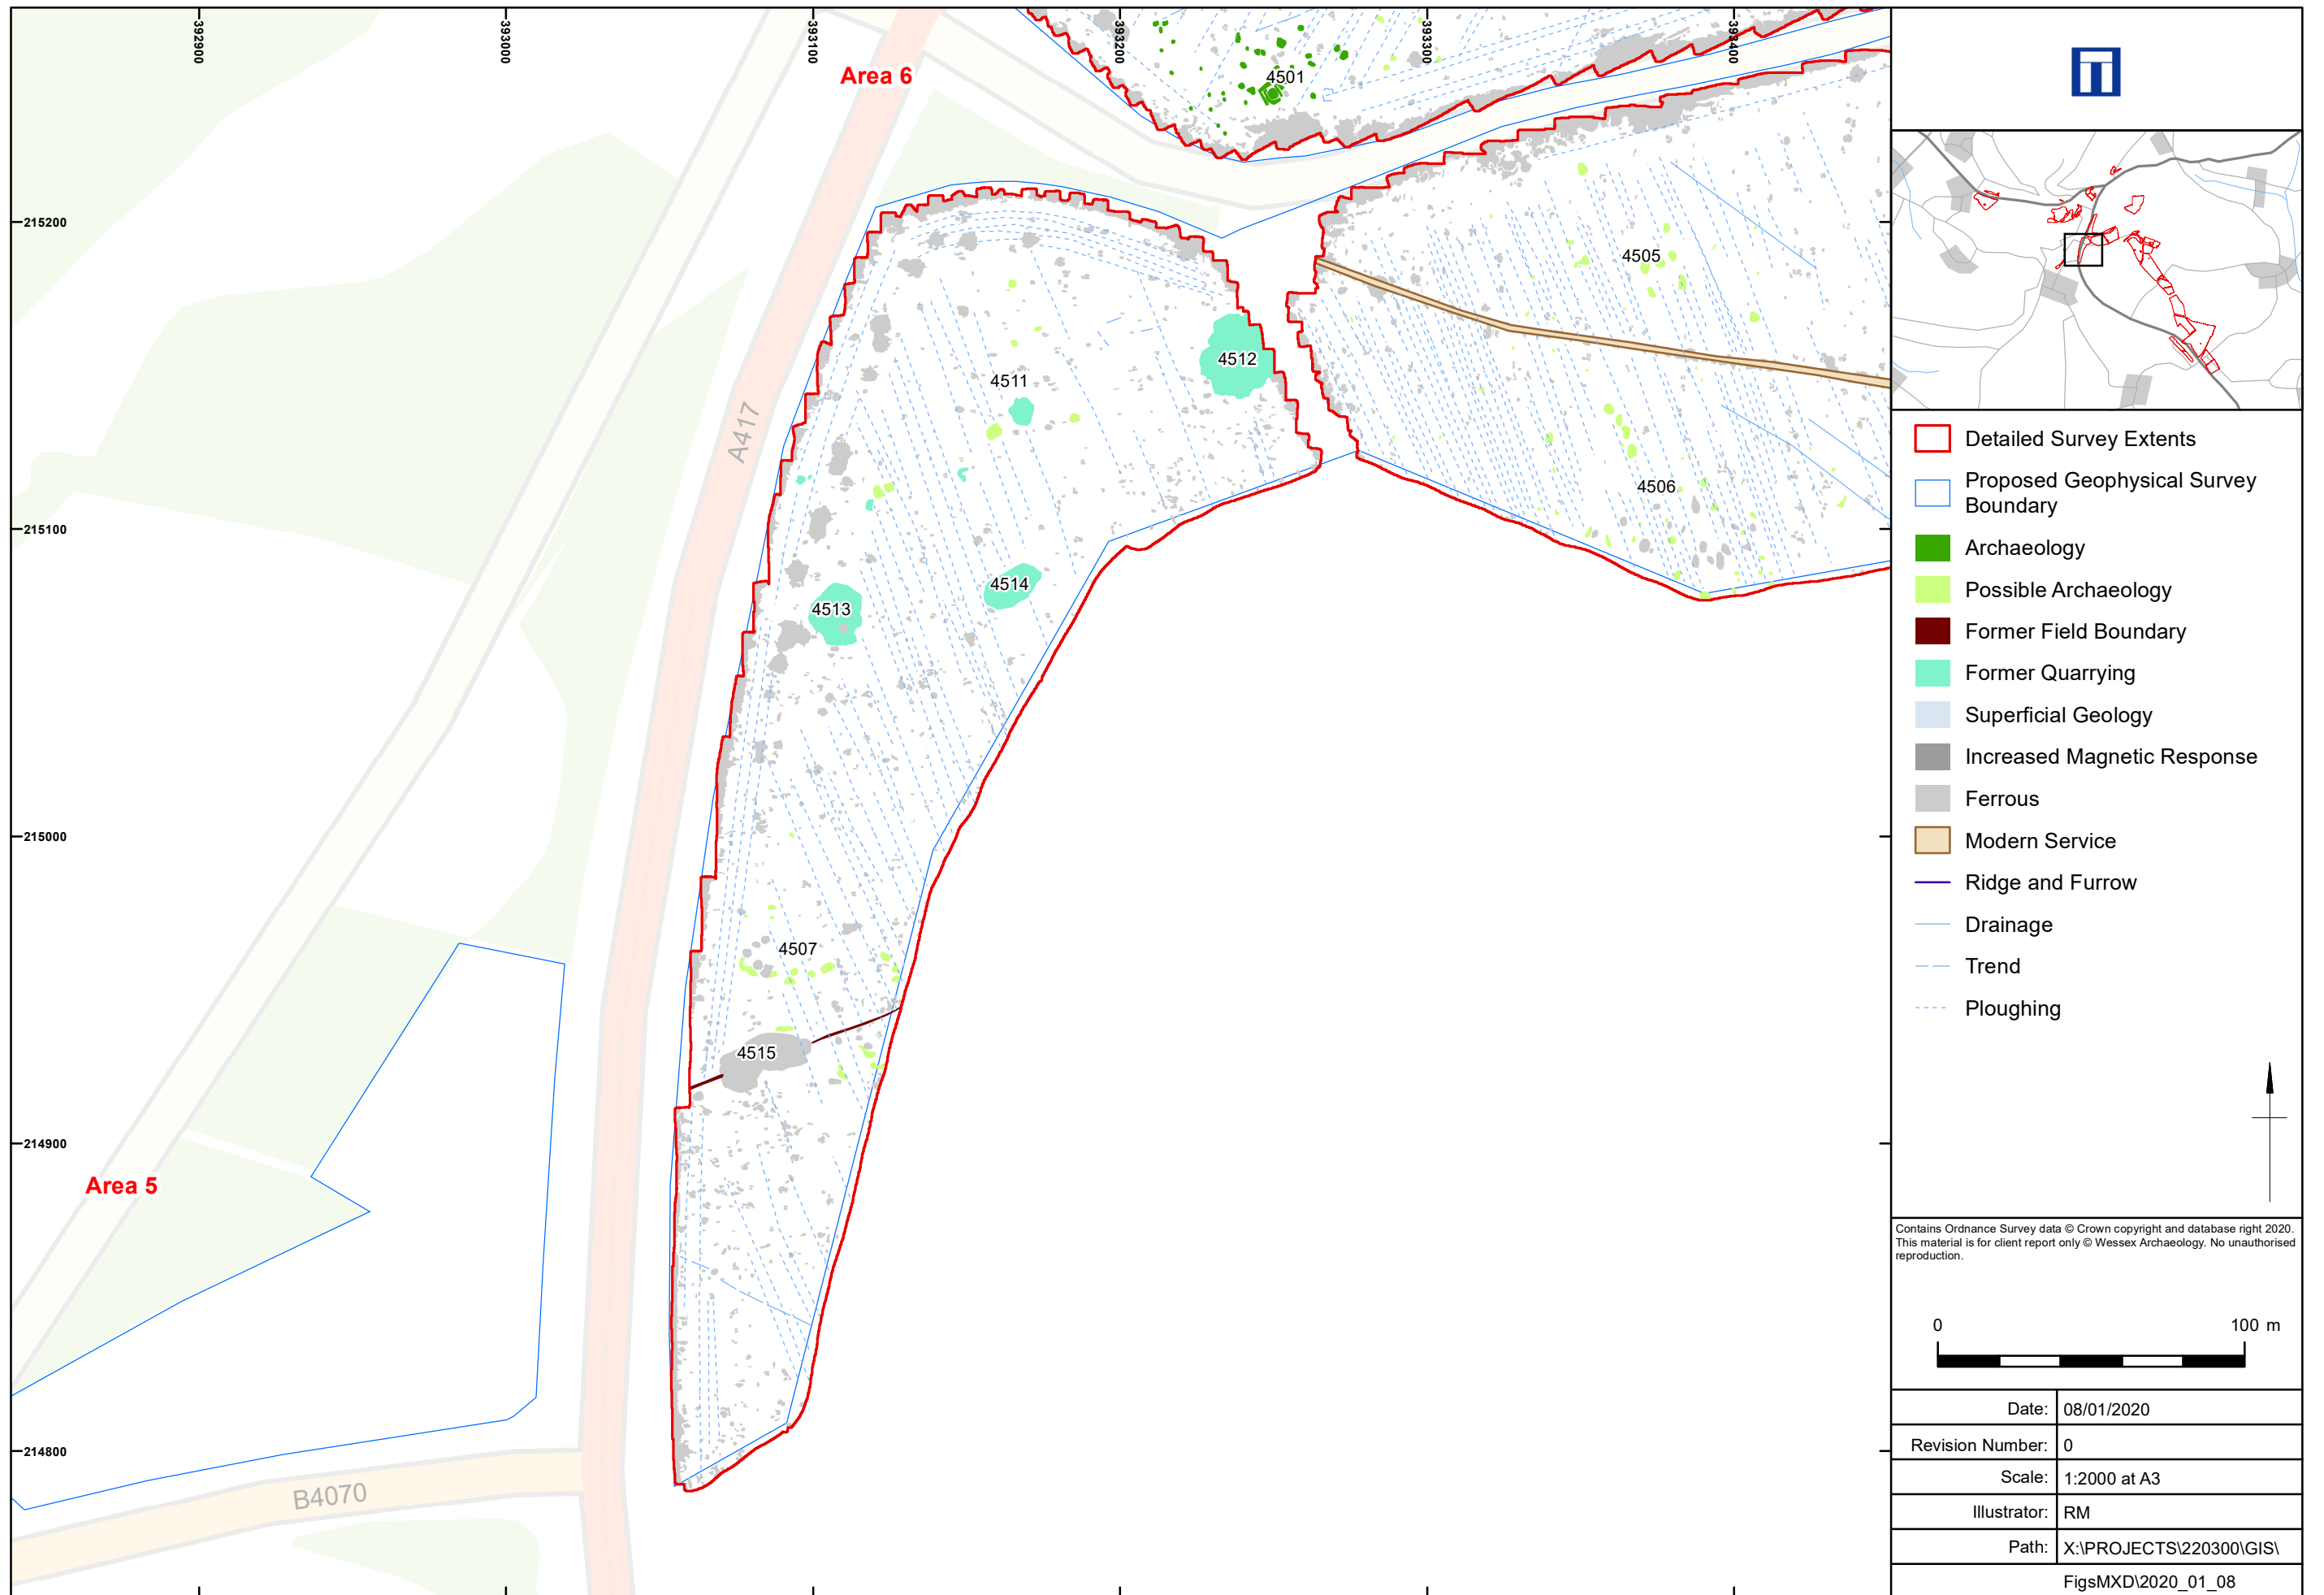 392900
393000
393100
393200
393300
393400
Area 6
4501
215200
4505
4512
4511
A417
4506
215100
4514
4513
215000
4507
4515
214900
Area 5
214800
B4070
Detailed Survey Extents
Proposed Geophysical Survey
Boundary
Archaeology
Possible Archaeology
Former Field Boundary
Former Quarrying
Superficial Geology
Increased Magnetic Response
Ferrous
Modern Service
Ridge and Furrow
Drainage
Trend
Ploughing
Contains Ordnance Survey data © Crown copyright and database right 2020.
This material is for client report only © Wessex Archaeology. No unauthorised
reproduction.
0 100 m
Date: 08/01/2020
Revision Number: 0
Scale: 1:2000 at A3
Illustrator: RM
Path: X:\PROJECTS\220300\GIS\
FigsMXD\2020_01_08